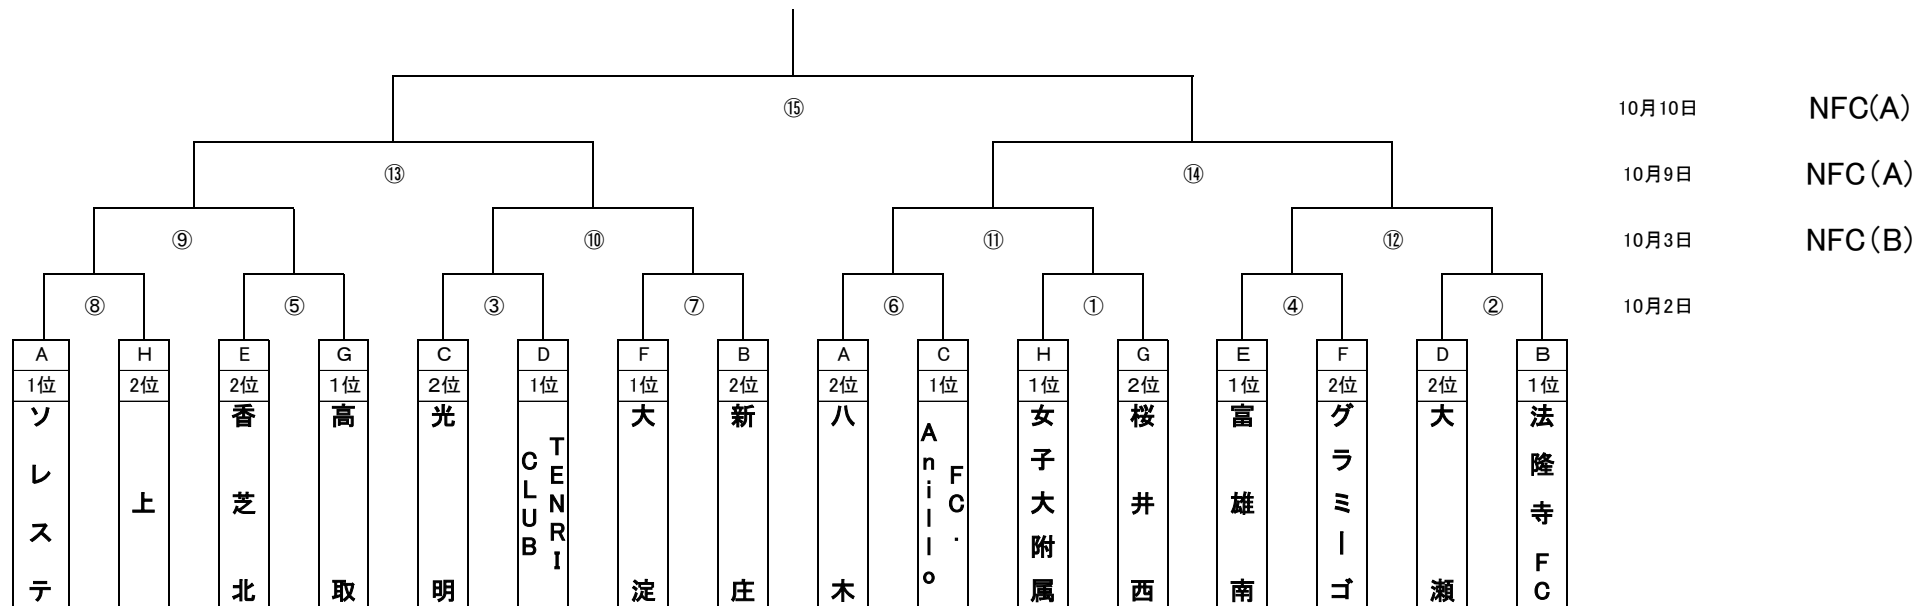 ⑮ 10月10日 NFC(A)
⑬ ⑭ 10月9日 NFC(A)
⑨ ⑩ ⑪ ⑫ 10月3日 NFC(B)
⑧ ⑤ ③ ⑦ ⑥ ① ④ ② 10月2日
A H E G C D F B A C H G E F D B
1位 2位 2位 1位 2位 1位 1位 2位 2位 1位 1位 2位 1位 2位 2位 1位
ソレステ
上
香芝北
高取
光明
TENRI
CLUB
大淀
新庄
八木
FC.
Anillo
女子大附属
桜井西
富雄南
グラミーゴ
大瀬
法隆寺FC